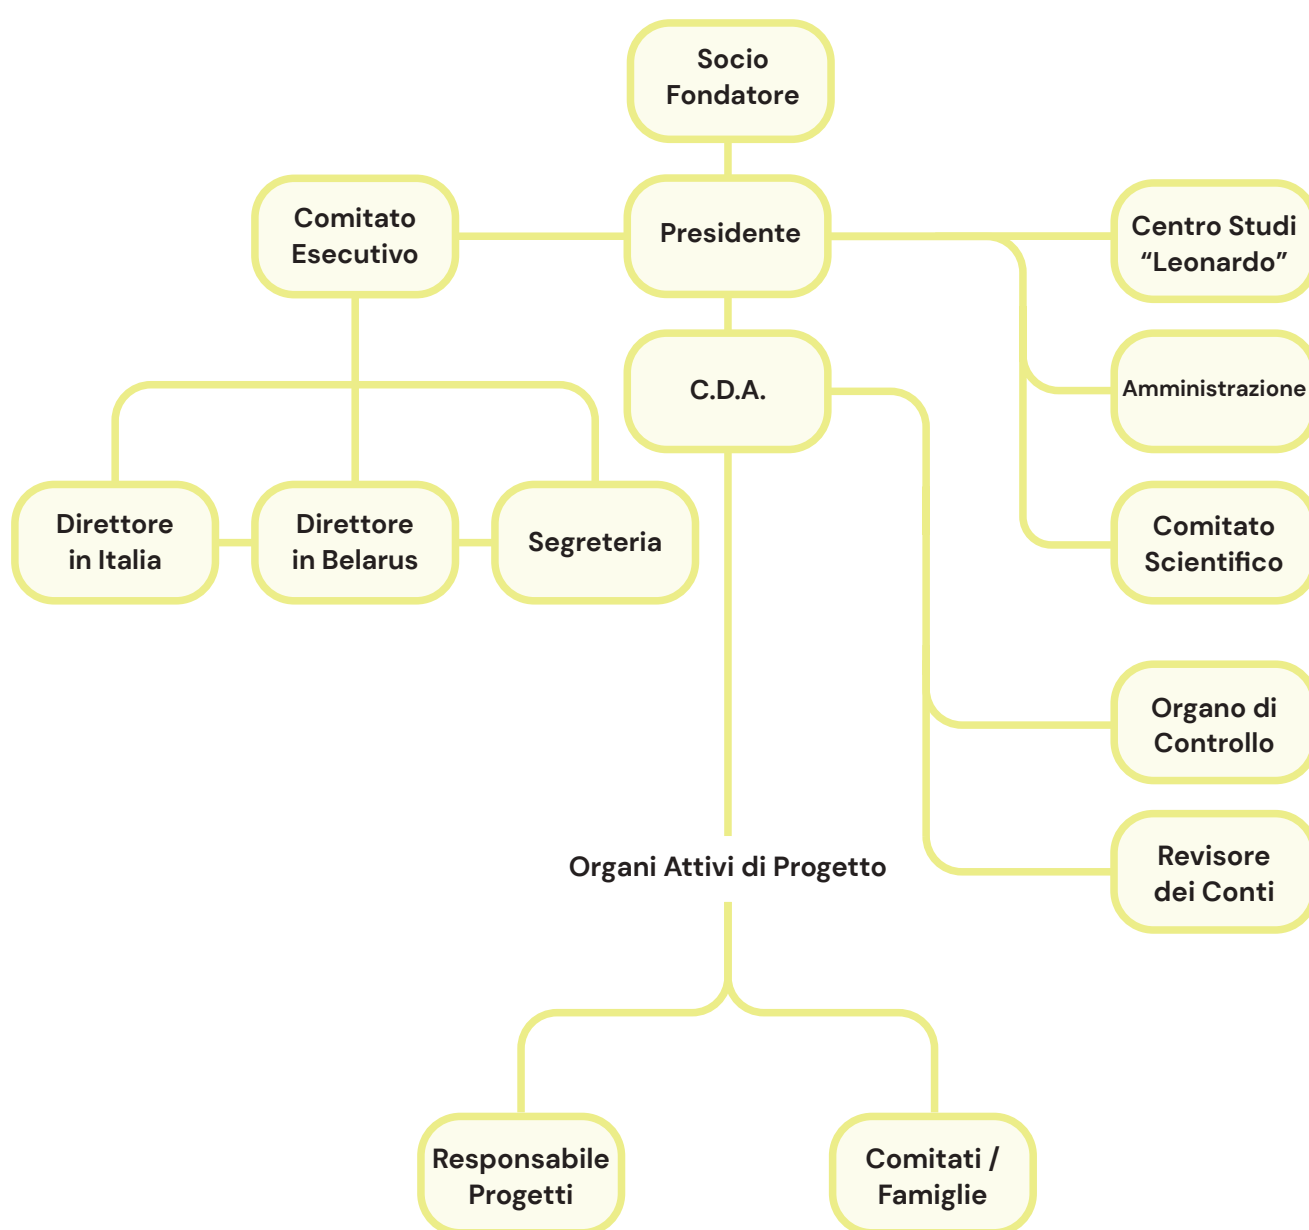 Socio
Fondatore
Comitato
Esecutivo
Presidente
Centro Studi
“Leonardo”
C.D.A.
Amministrazione
Direttore
in Italia
Direttore
in Belarus
Segreteria
Comitato
Scientifico
Organo di
Controllo
Organi Attivi di Progetto
Revisore
dei Conti
Responsabile
Progetti
Comitati /
Famiglie